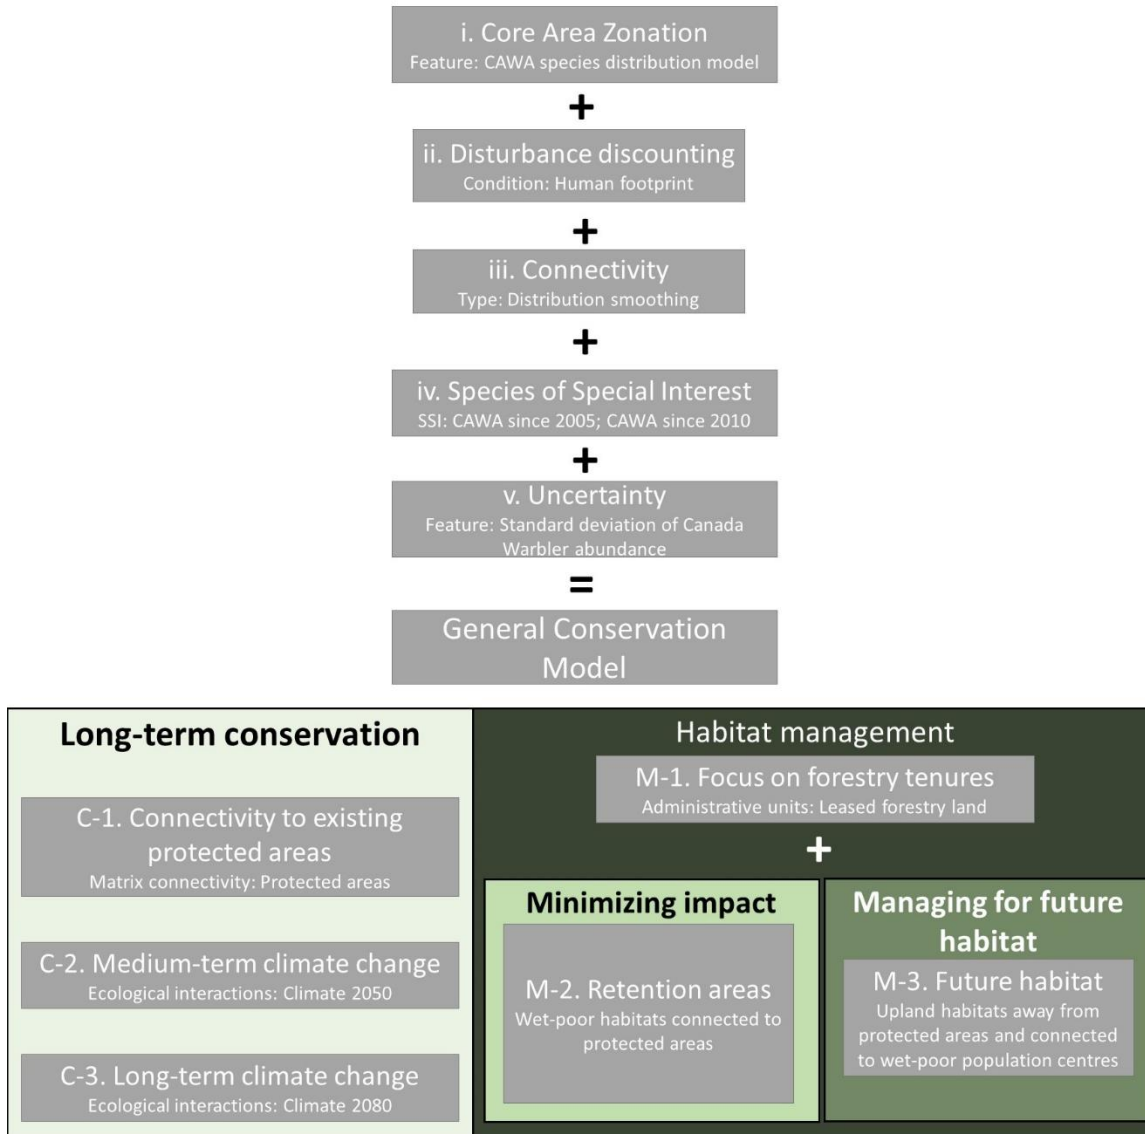 i. Core Area Zonation
Feature: CAWA species distribution model
+
ii. Disturbance discounting
Condition: Human footprint
+
iii. Connectivity
Type: Distribution smoothing
+
iv. Species of Special Interest
SSI: CAWA since 2005; CAWA since 2010
+
v. Uncertainty
Feature: Standard deviation of Canada
Warbler abundance
=
General Conservation
Model
Long-term conservation
C-1. Connectivity to existing
protected areas
Matrix connectivity: Protected areas
C-2. Medium-term climate change
Ecological interactions: Climate 2050
C-3. Long-term climate change
Ecological interactions: Climate 2080
Habitat management
M-1. Focus on forestry tenures
Administrative units: Leased forestry land
+
Minimizing impact
M-2. Retention areas
Wet-poor habitats connected to
protected areas
Managing for future
habitat
M-3. Future habitat
Upland habitats away from
protected areas and connected
to wet-poor population centres